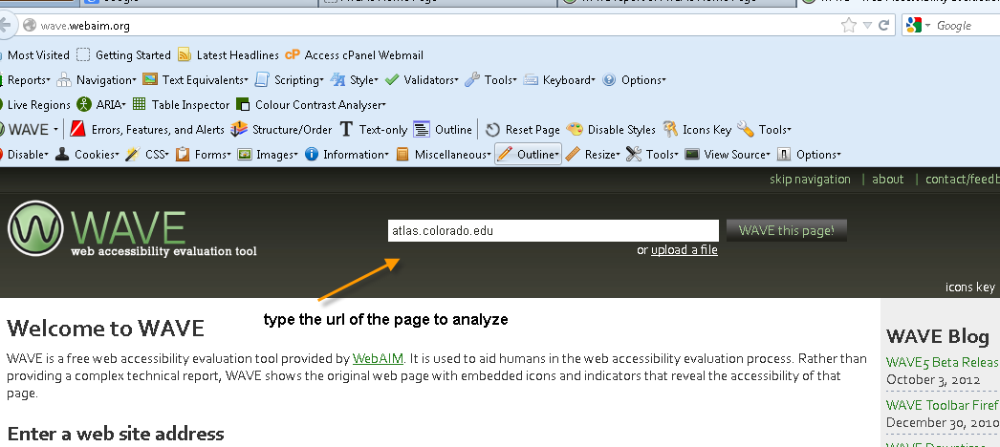 Google
wave.webaim.org
Google
Most Visited Getting Started Latest Headlines cP Access cPanel Webmail
Reports Navigation Text Equivalents Scripting Style Validators Tools Keyboard Options
Live Regions ARIA Table Inspector Colour Contrast Analyser
WAVE Errors, Features, and Alerts Structure/Order Text-only Outline Reset Page Disable Styles Icons Key Tools
Disable Cookies CSS Forms Images Information Miscellaneous Outline Resize Tools View Source Options
skip navigation | about | contact/feedb
WAVE
web accessibility evaluation tool
atlas.colorado.edu
WAVE this page!
or upload a file
icons key
type the url of the page to analyze
Welcome to WAVE
WAVE is a free web accessibility evaluation tool provided by WebAIM. It is used to aid humans in the web accessibility evaluation process. Rather than
providing a complex technical report, WAVE shows the original web page with embedded icons and indicators that reveal the accessibility of that
page.
Enter a web site address
WAVE Blog
WAVE5 Beta Releas
October 3, 2012
WAVE Toolbar Firef
December 30, 2010